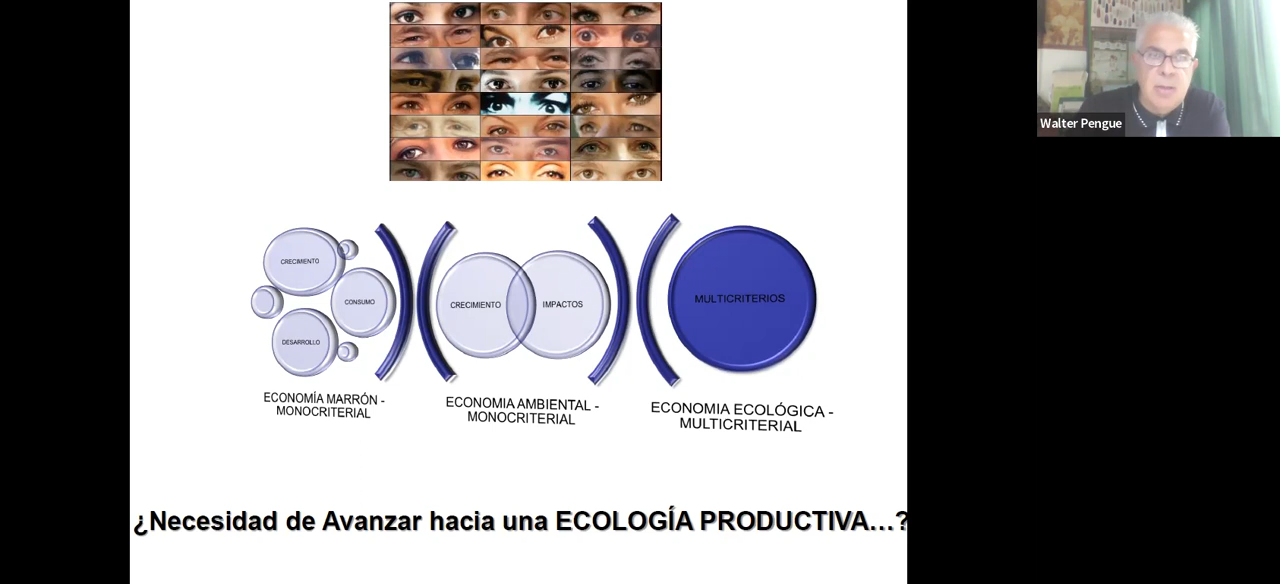 Walter Pengue
CRECIMIENTO
CONSUMO
DESARROLLO
CRECIMIENTO
IMPACTOS
MULTICRITERIOS
ECONOMÍA MARRÓN -
MONOCRITERIAL
ECONOMIA AMBIENTAL -
MONOCRITERIAL
ECONOMIA ECOLÓGICA -
MULTICRITERIAL
¿Necesidad de Avanzar hacia una ECOLOGÍA PRODUCTIVA...?